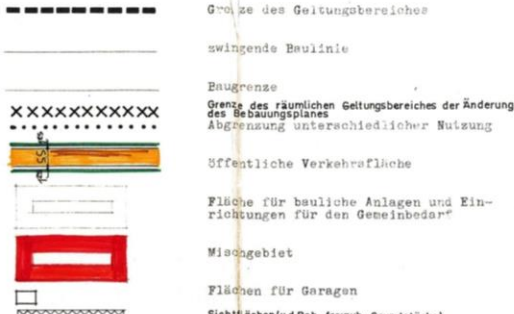 Grenze des Geltungsbereiches
zwingende Baulinie
Baugrenze
Grenze des räumlichen Geltungsbereiches der Änderung
des Bebauungsplanes
Abgrenzung unterschiedlicher Nutzung
öffentliche Verkehrsfläche
Fläche für bauliche Anlagen und Ein-
richtungen für den Gemeinbedarf
Mischgebiet
Flächen für Garagen